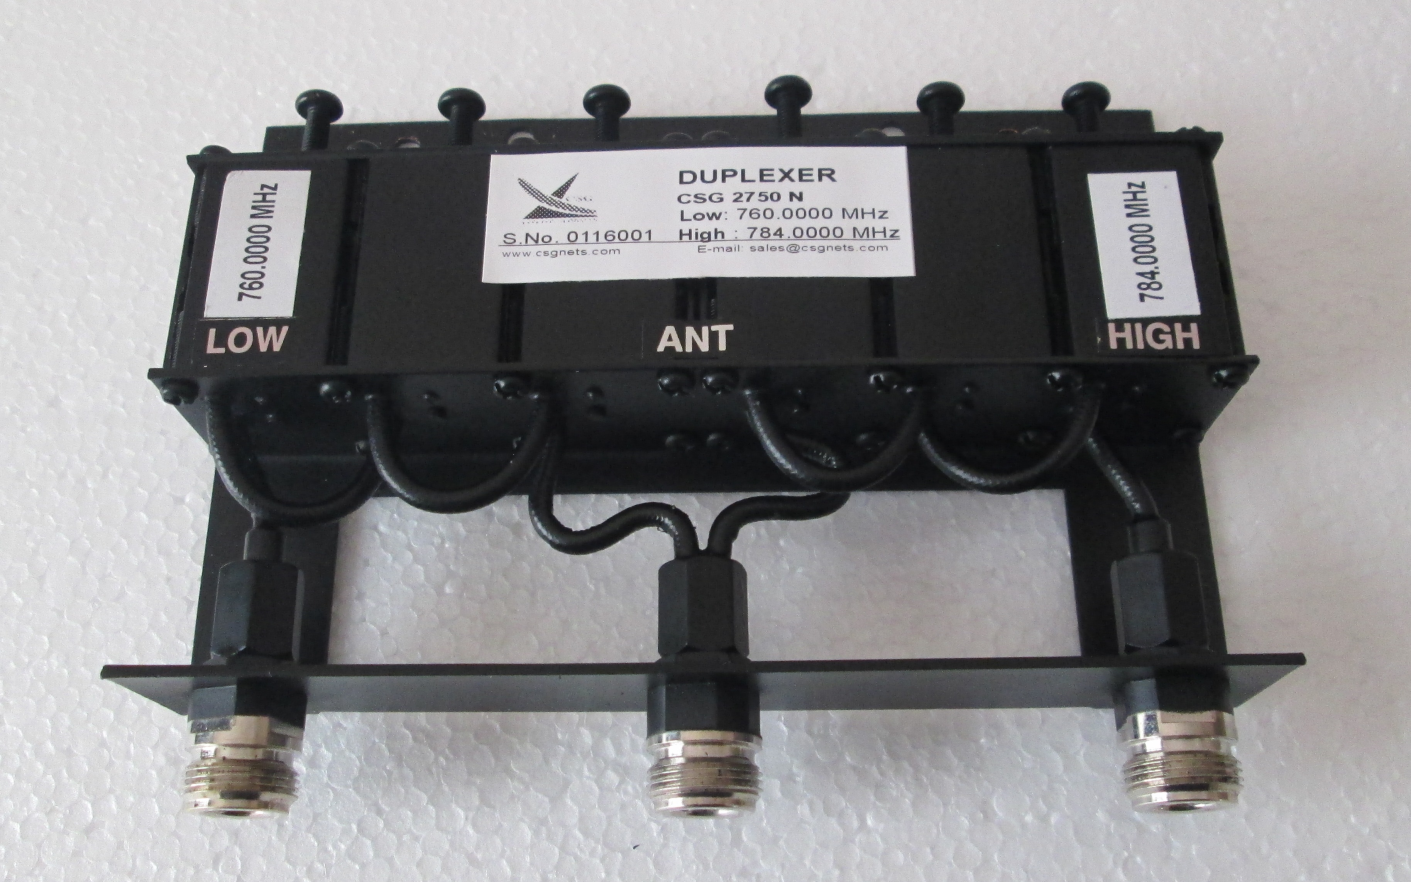 760.0000 MHz
LOW
CSG
DUPLEXER
CSG 2750 N
Low: 760.0000 MHz
S.No. 0116001 High : 784.0000 MHz
www.csgnets.com E-mail: sales@csgnets.com
ANT
784.0000 MHz
HIGH